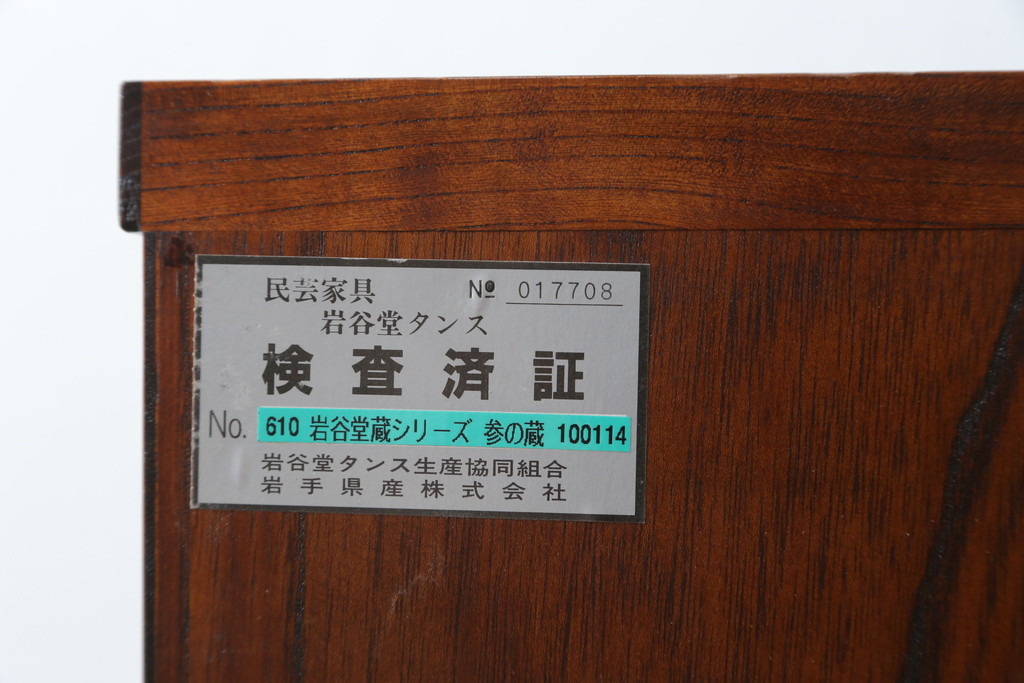 民芸家具 № 017708
岩谷堂タンス
検査済証
No. 610 岩谷堂蔵シリーズ 参の蔵 100114
岩谷堂タンス生産協同組合
岩手県産株式会社